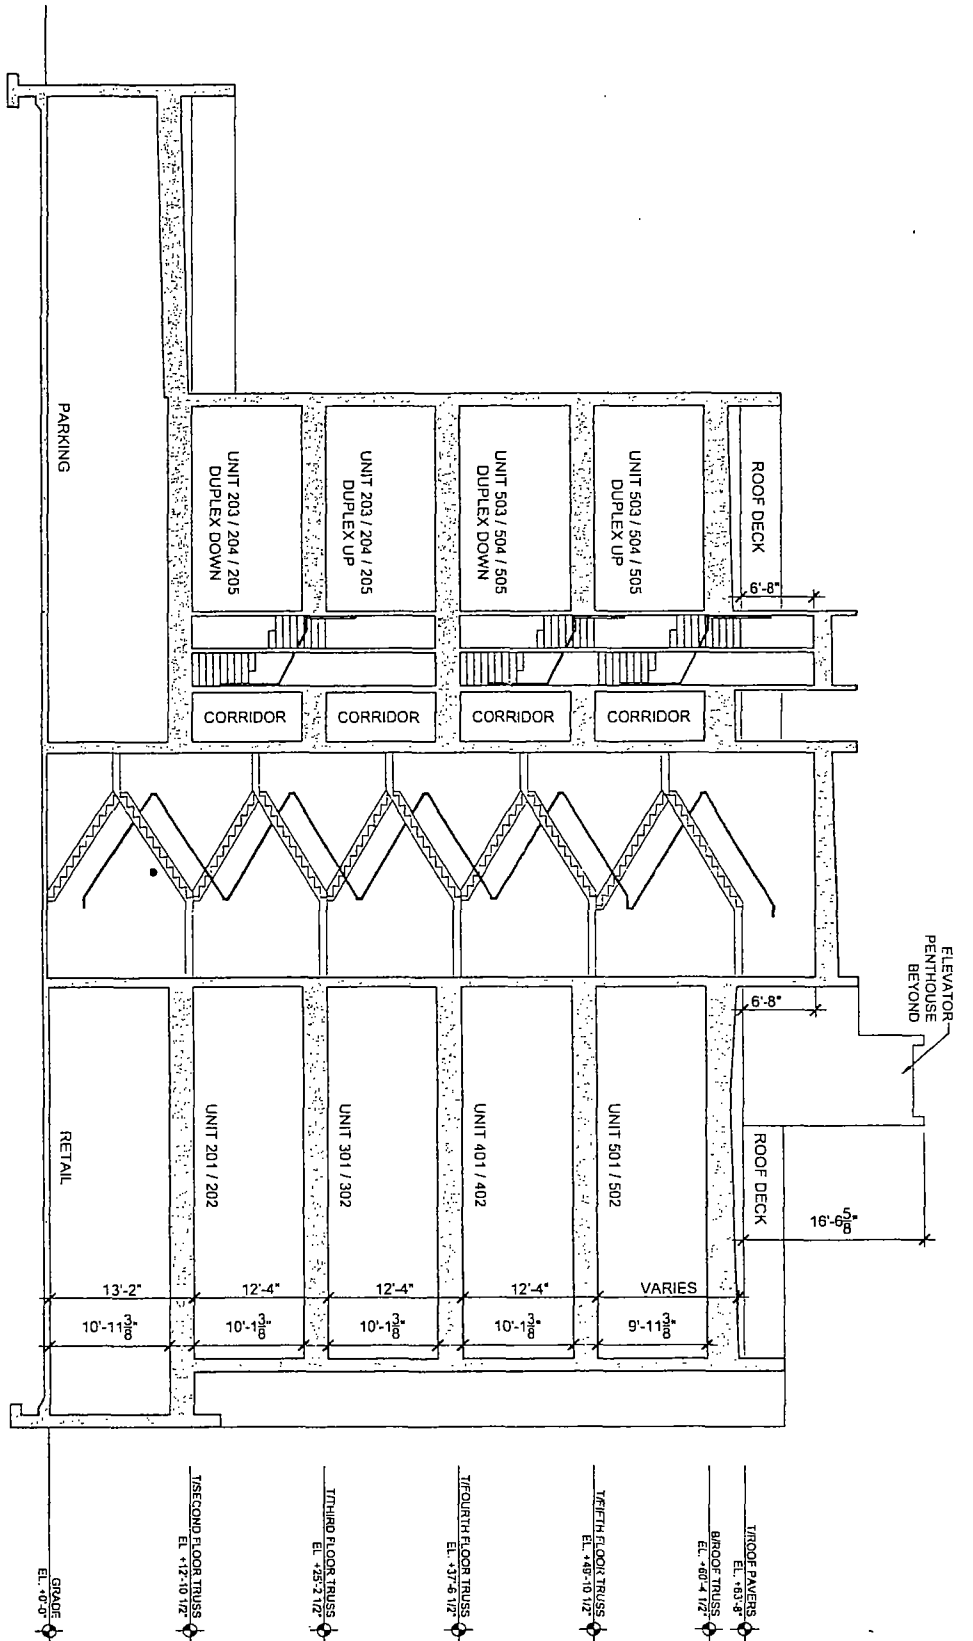 ELEVATOR
PENTHOUSE
BEYOND
ROOF DECK
6'-8"
6'-8"
ROOF DECK
16'-6 5/8"
UNIT 503 / 504 / 505
DUPLEX UP
CORRIDOR
UNIT 501 / 502
VARIES
9'-11 3/8"
UNIT 503 / 504 / 505
DUPLEX DOWN
CORRIDOR
UNIT 401 / 402
12'-4"
10'-1 3/8"
UNIT 203 / 204 / 205
DUPLEX UP
CORRIDOR
UNIT 301 / 302
12'-4"
10'-1 3/8"
UNIT 203 / 204 / 205
DUPLEX DOWN
CORRIDOR
UNIT 201 / 202
12'-4"
10'-1 3/8"
PARKING
RETAIL
13'-2"
10'-11 3/8"
T/ROOF PAVERS
EL. +63'-8"
B/ROOF TRUSS
EL. +60'-4 1/2"
T/FIFTH FLOOR TRUSS
EL. +49'-10 1/2"
T/FOURTH FLOOR TRUSS
EL. +37'-6 1/2"
T/THIRD FLOOR TRUSS
EL. +25'-2 1/2"
T/SECOND FLOOR TRUSS
EL. +12'-10 1/2"
GRADE
EL. +0'-0"